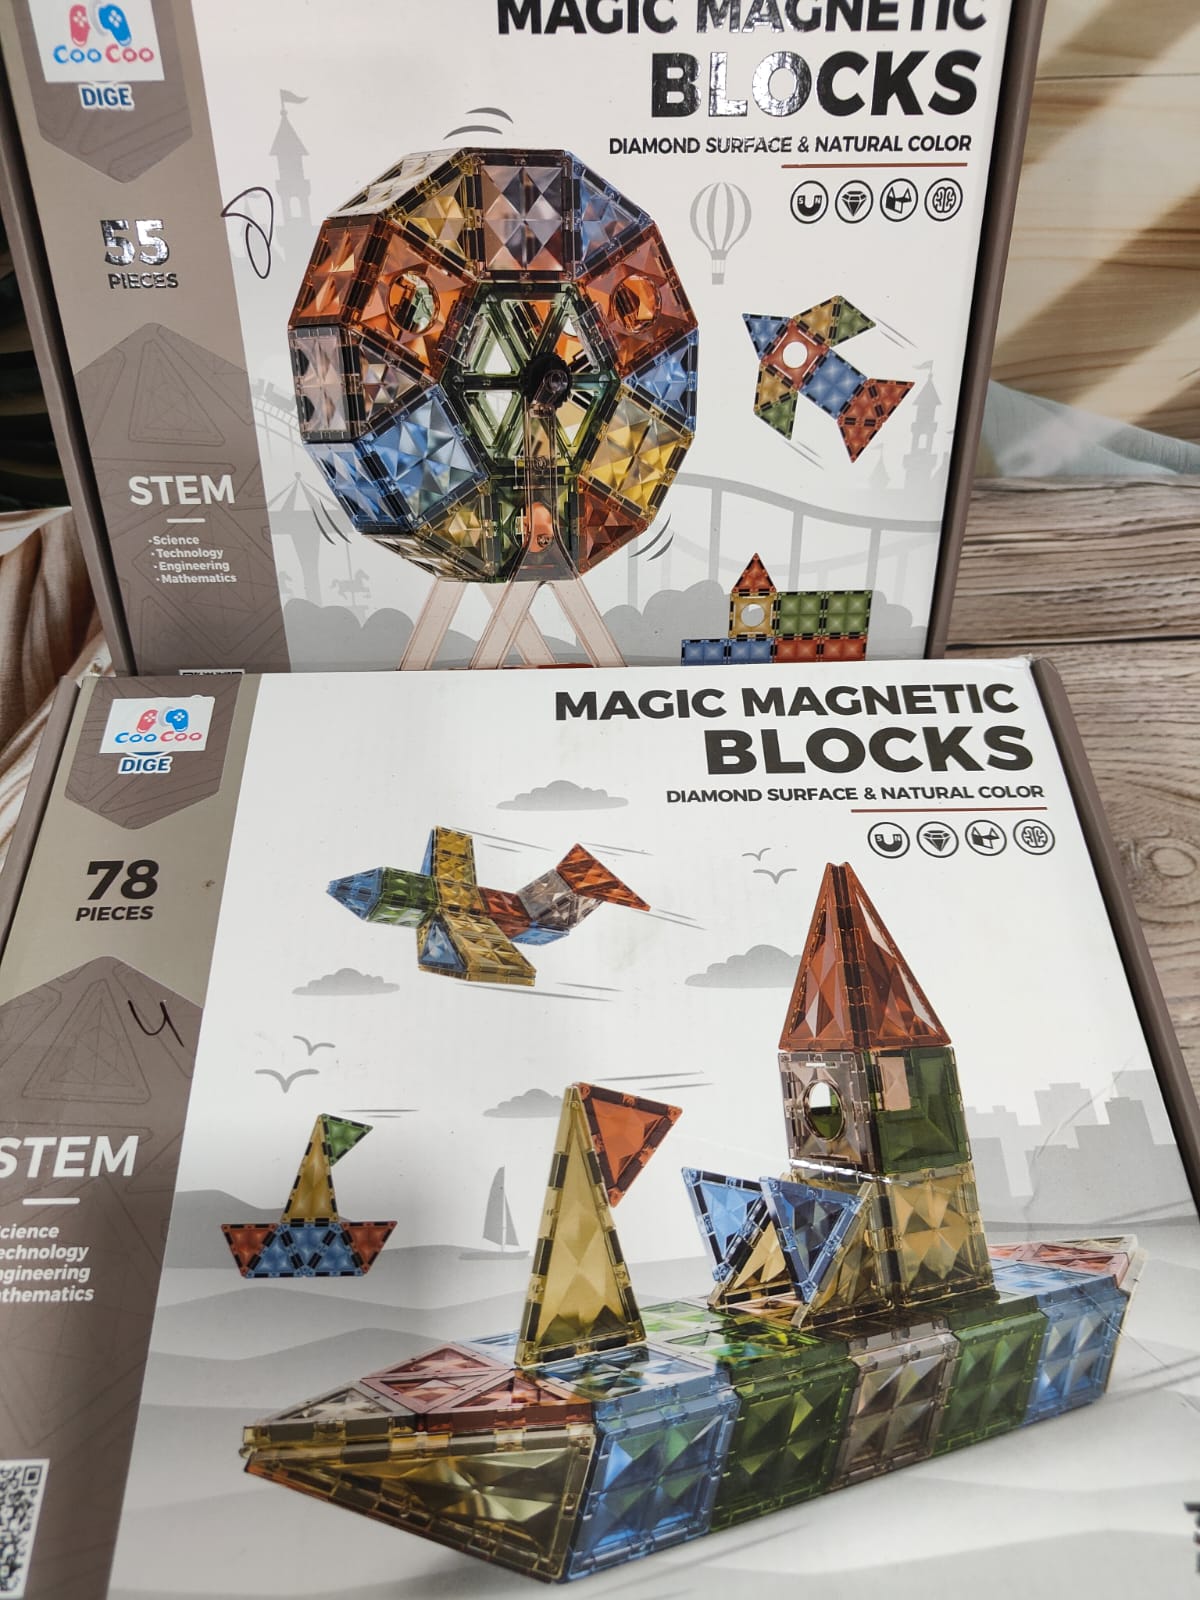 CooCoo
DIGE
MAGIC MAGNETIC
BLOCKS
DIAMOND SURFACE & NATURAL COLOR
S N
55
PIECES
STEM
•Science
•Technology
•Engineering
•Mathematics
CooCoo
DIGE
MAGIC MAGNETIC
BLOCKS
DIAMOND SURFACE & NATURAL COLOR
S N
78
PIECES
STEM
cience
echnology
ngineering
athematics